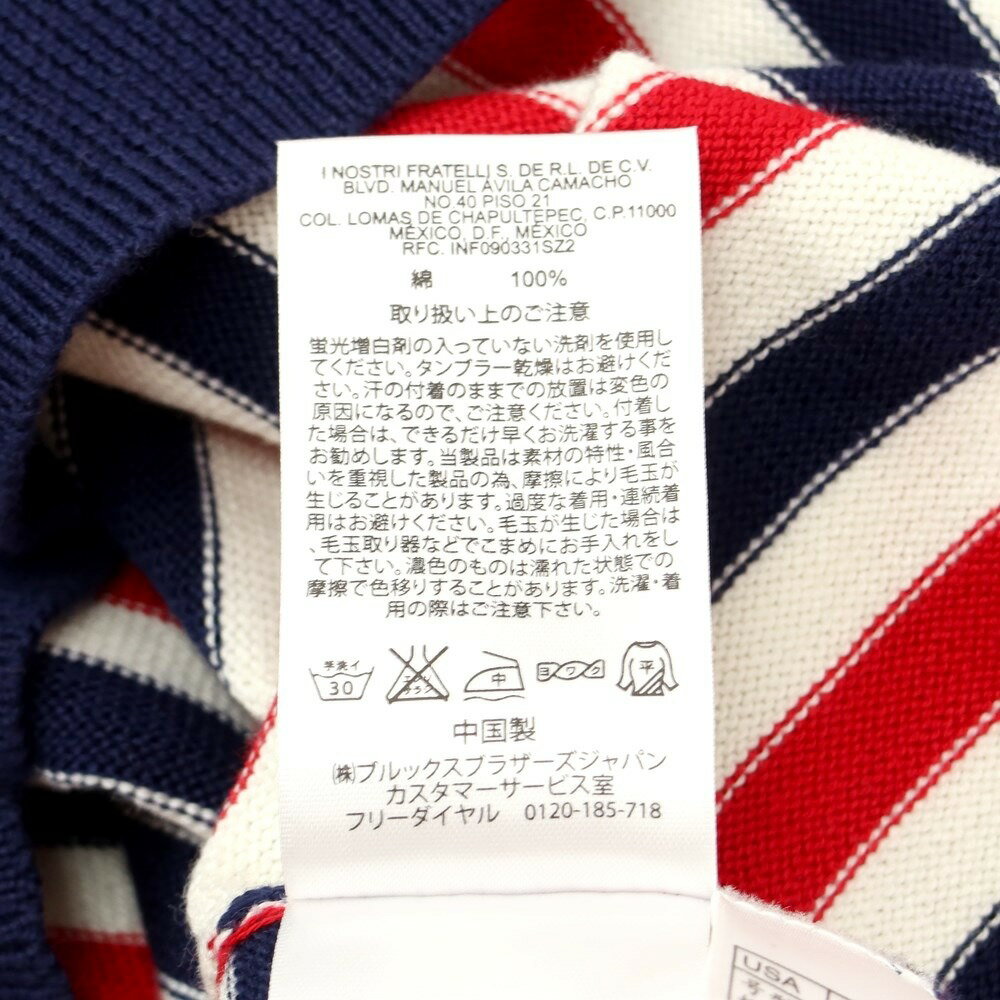 I NOSTRI FRATELLI S. DE R.L. DE C.V.
BLVD. MANUEL ÁVILA CAMACHO
NO.40 PISO 21
COL. LOMAS DE CHAPULTEPEC, C.P.11000
MÉXICO, D.F., MÉXICO
RFC. INF090331SZ2
綿 100%
取り扱い上のご注意
蛍光増白剤の入っていない洗剤を使用し
てください。タンブラー乾燥はお避けくだ
さい。汗の付着のままでの放置は変色の
原因になるので、ご注意ください。付着し
た場合は、できるだけ早くお洗濯する事を
お勧めします。当製品は素材の特性・風合
いを重視した製品の為、摩擦により毛玉が
生じることがあります。過度な着用・連続着
用はお避けください。毛玉が生じた場合は
、毛玉取り器などでこまめにお手入れをし
て下さい。濃色のものは濡れた状態での
摩擦で色移りすることがあります。洗濯・着
用の際はご注意下さい。
手洗イ 30 エンソサラシ 中 ヨワク 平
中国製
㈱ブルックスブラザーズジャパン
カスタマーサービス室
フリーダイヤル 0120-185-718
USA
号